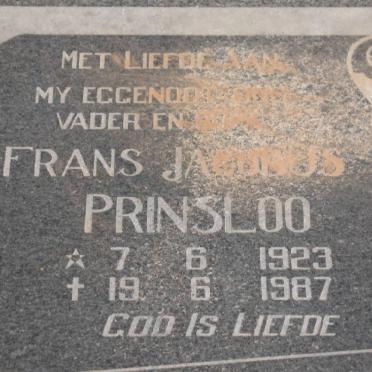 MET LIEFDE AAN
MY EGGENOOT
VADER EN OUPA
FRANS JACOBUS
PRINSLOO
☆ 7 6 1923
✝ 19 6 1987
GOD IS LIEFDE